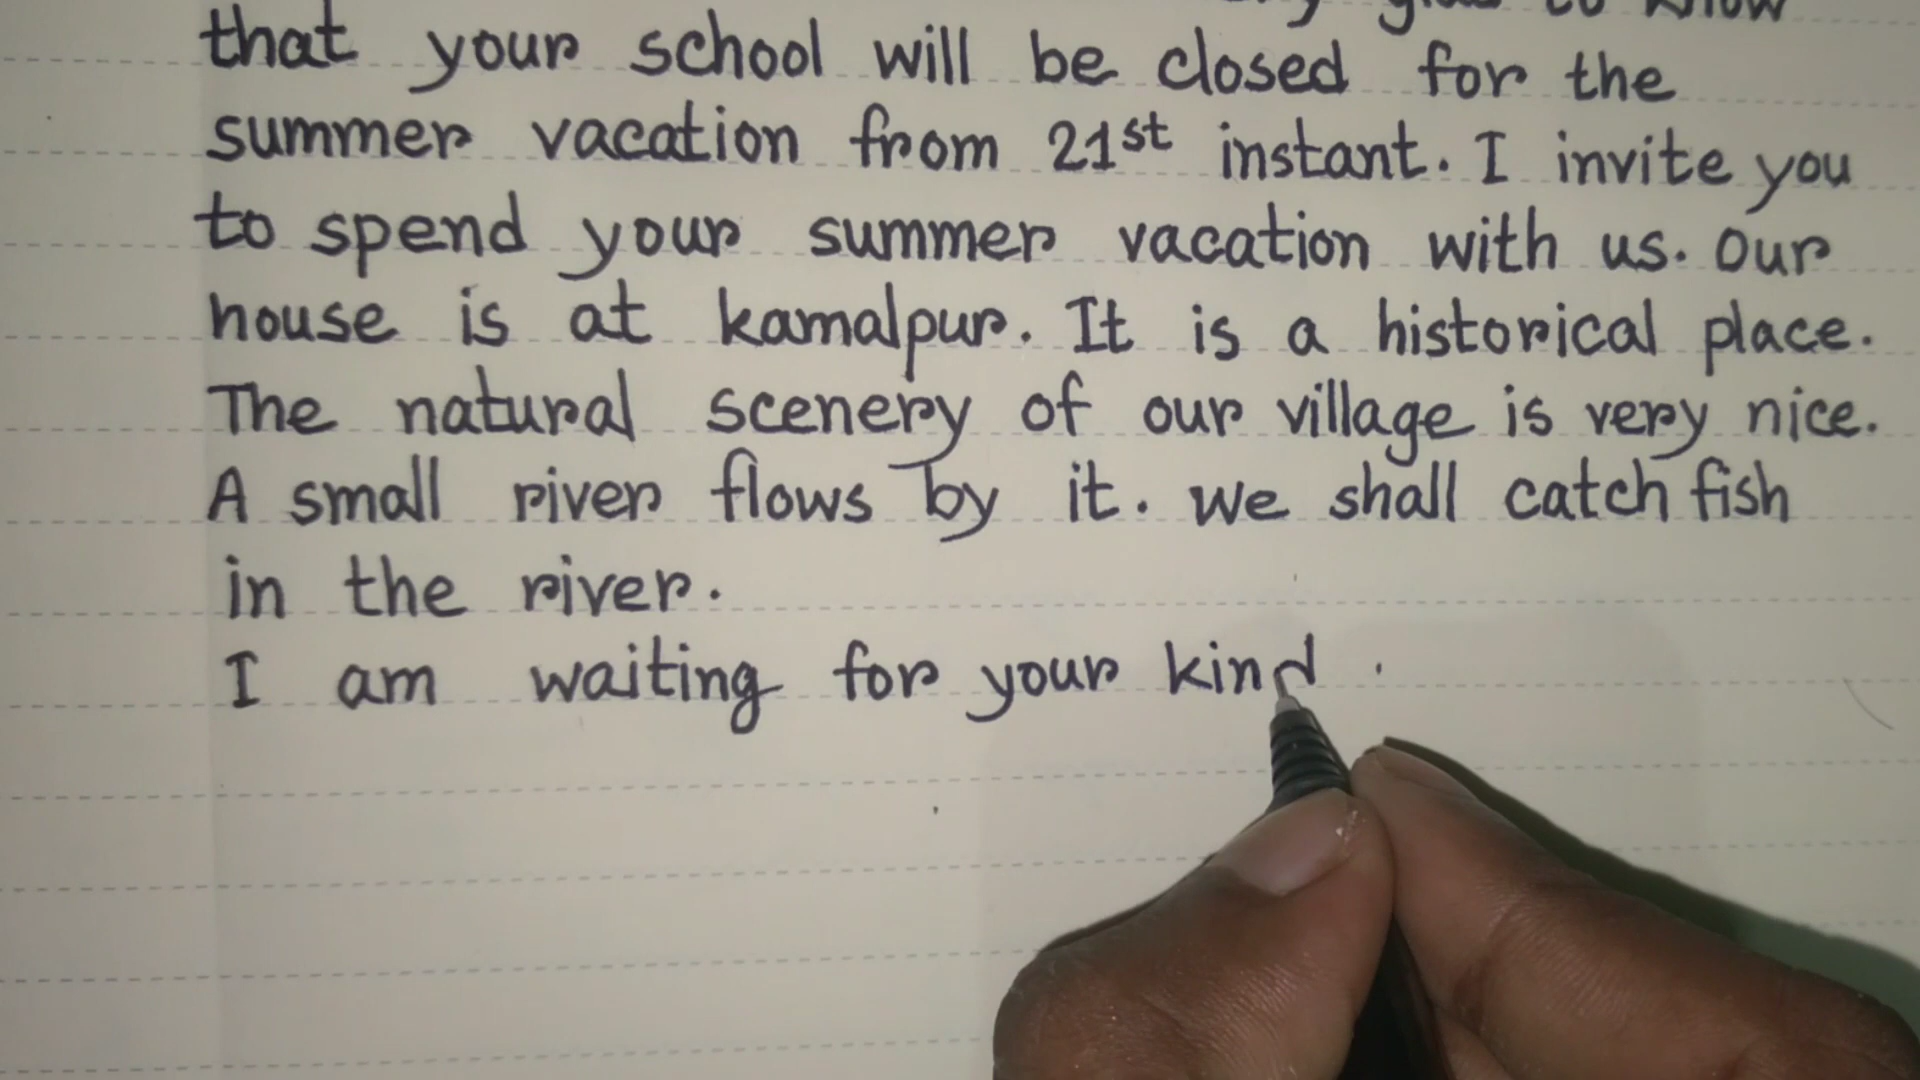 glad to know
that your school will be closed for the
summer vacation from 21st instant. I invite you
to spend your summer vacation with us. Our
house is at kamalpur. It is a historical place.
The natural scenery of our village is very nice.
A small river flows by it. we shall catch fish
in the river.
I am waiting for your kind